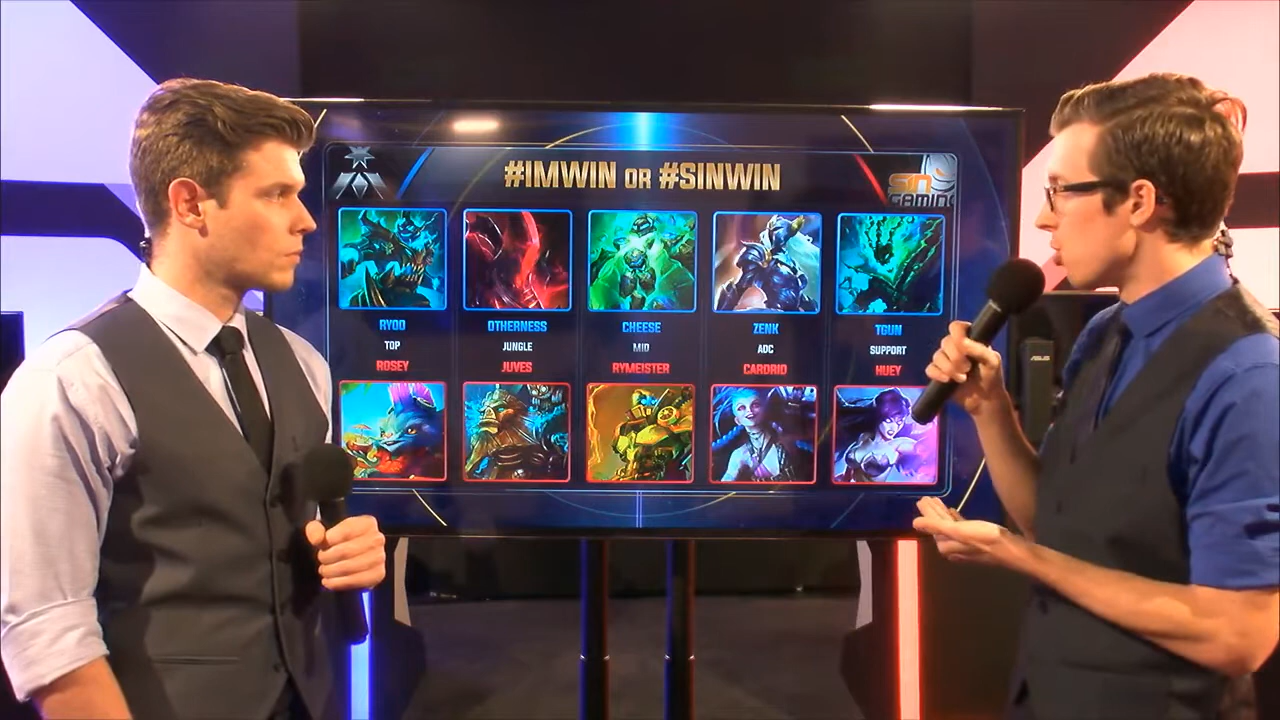 #IMWIN OR #SINWIN
SIN
GAMING
RYOO OTHERNESS CHEESE ZENK TGUN
TOP JUNGLE MID ADC SUPPORT
ROSEY JUVES RYMEISTER CARDRID HUEY
ASUS